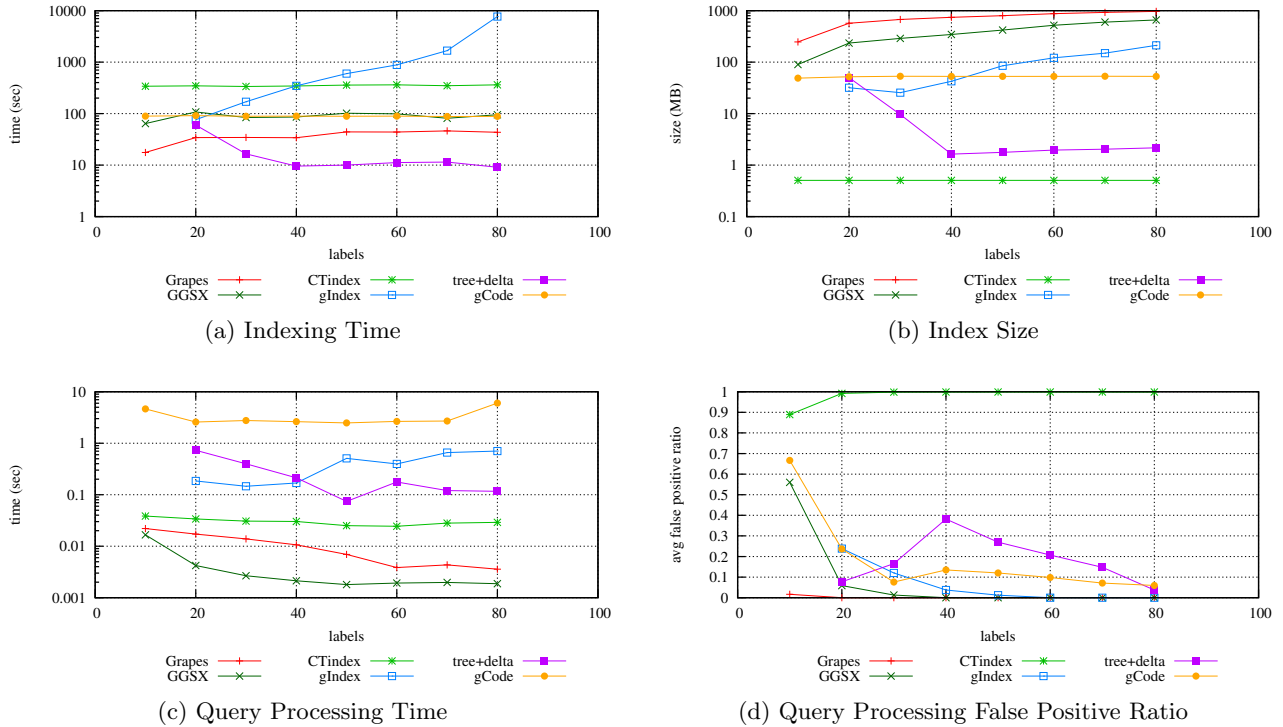 10000
1000
100
10
1
time (sec)
0 20 40 60 80 100
labels
Grapes CTindex tree+delta
GGSX gIndex gCode
(a) Indexing Time
1000
100
10
1
0.1
size (MB)
0 20 40 60 80 100
labels
Grapes CTindex tree+delta
GGSX gIndex gCode
(b) Index Size
10
1
0.1
0.01
0.001
time (sec)
0 20 40 60 80 100
labels
Grapes CTindex tree+delta
GGSX gIndex gCode
(c) Query Processing Time
1
0.9
0.8
0.7
0.6
0.5
0.4
0.3
0.2
0.1
0
avg false positive ratio
0 20 40 60 80 100
labels
Grapes CTindex tree+delta
GGSX gIndex gCode
(d) Query Processing False Positive Ratio